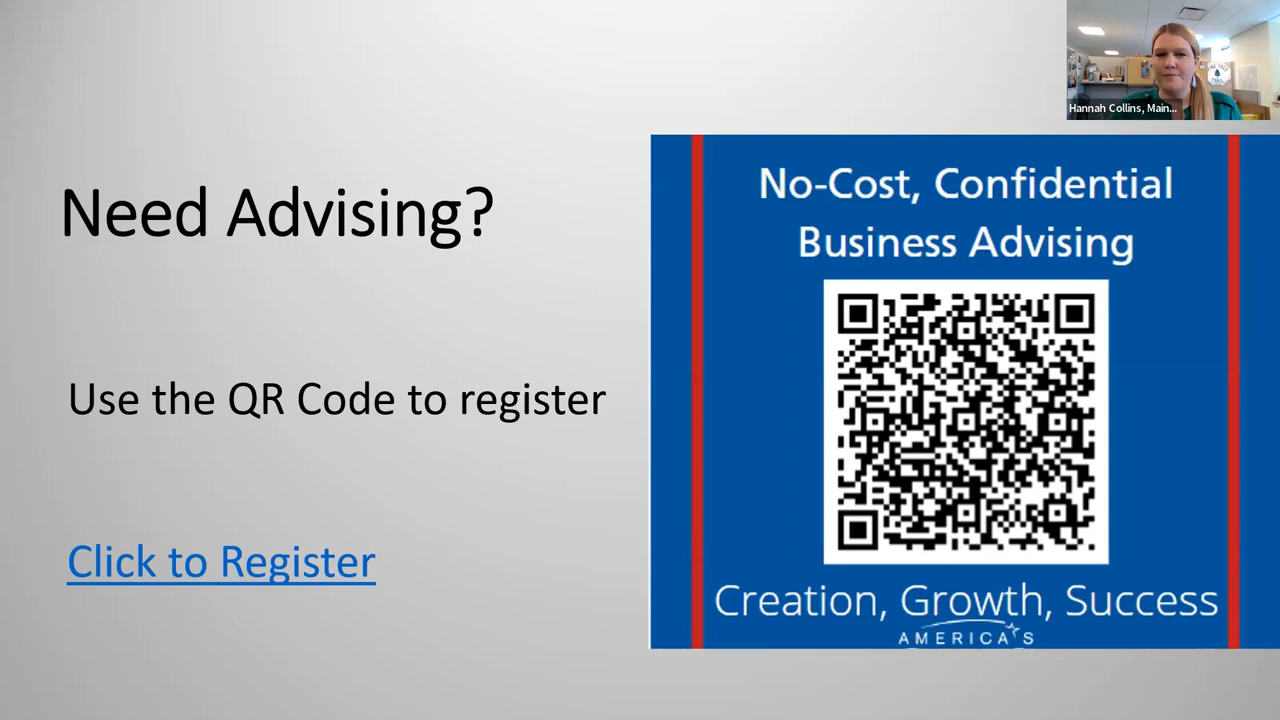 Hannah Collins, Main...
Need Advising?
Use the QR Code to register
Click to Register
No-Cost, Confidential
Business Advising
Creation, Growth, Success
AMERICA'S